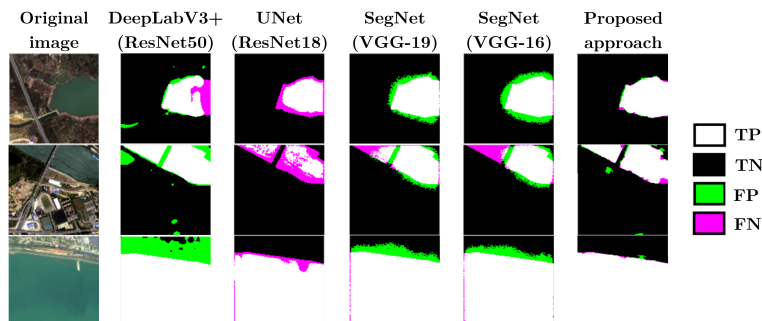 Original image
DeepLabV3+ (ResNet50)
UNet (ResNet18)
SegNet (VGG-19)
SegNet (VGG-16)
Proposed approach
TP
TN
FP
FN